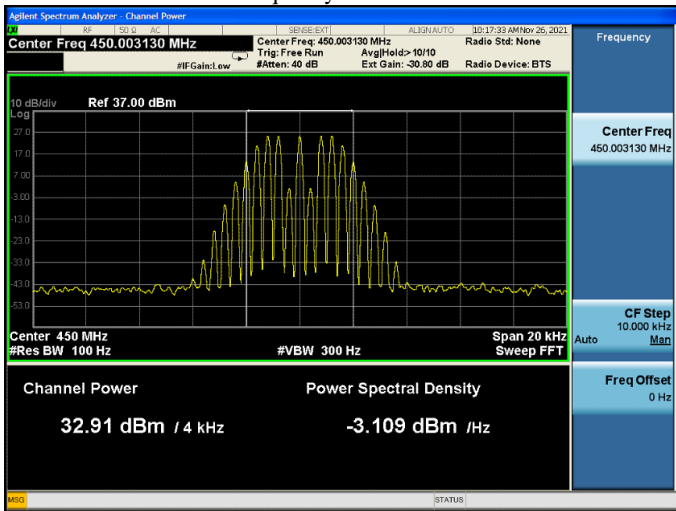 Agilent Spectrum Analyzer - Channel Power
RF 50 Ω AC SENSE:EXT ALIGN AUTO 10:17:33 AM Nov 26, 2021
Center Freq 450.003130 MHz
Center Freq: 450.003130 MHz Radio Std: None
Trig: Free Run Avg|Hold:> 10/10
#IFGain:Low #Atten: 40 dB Ext Gain: -30.80 dB Radio Device: BTS
10 dB/div Ref 37.00 dBm
Log
27.0
17.0
7.00
-3.00
-13.0
-23.0
-33.0
-43.0
-53.0
Center 450 MHz Span 20 kHz
#Res BW 100 Hz #VBW 300 Hz Sweep FFT
Channel Power Power Spectral Density
32.91 dBm / 4 kHz -3.109 dBm /Hz
Frequency
Center Freq
450.003130 MHz
CF Step
10.000 kHz
Auto Man
Freq Offset
0 Hz
MSG STATUS